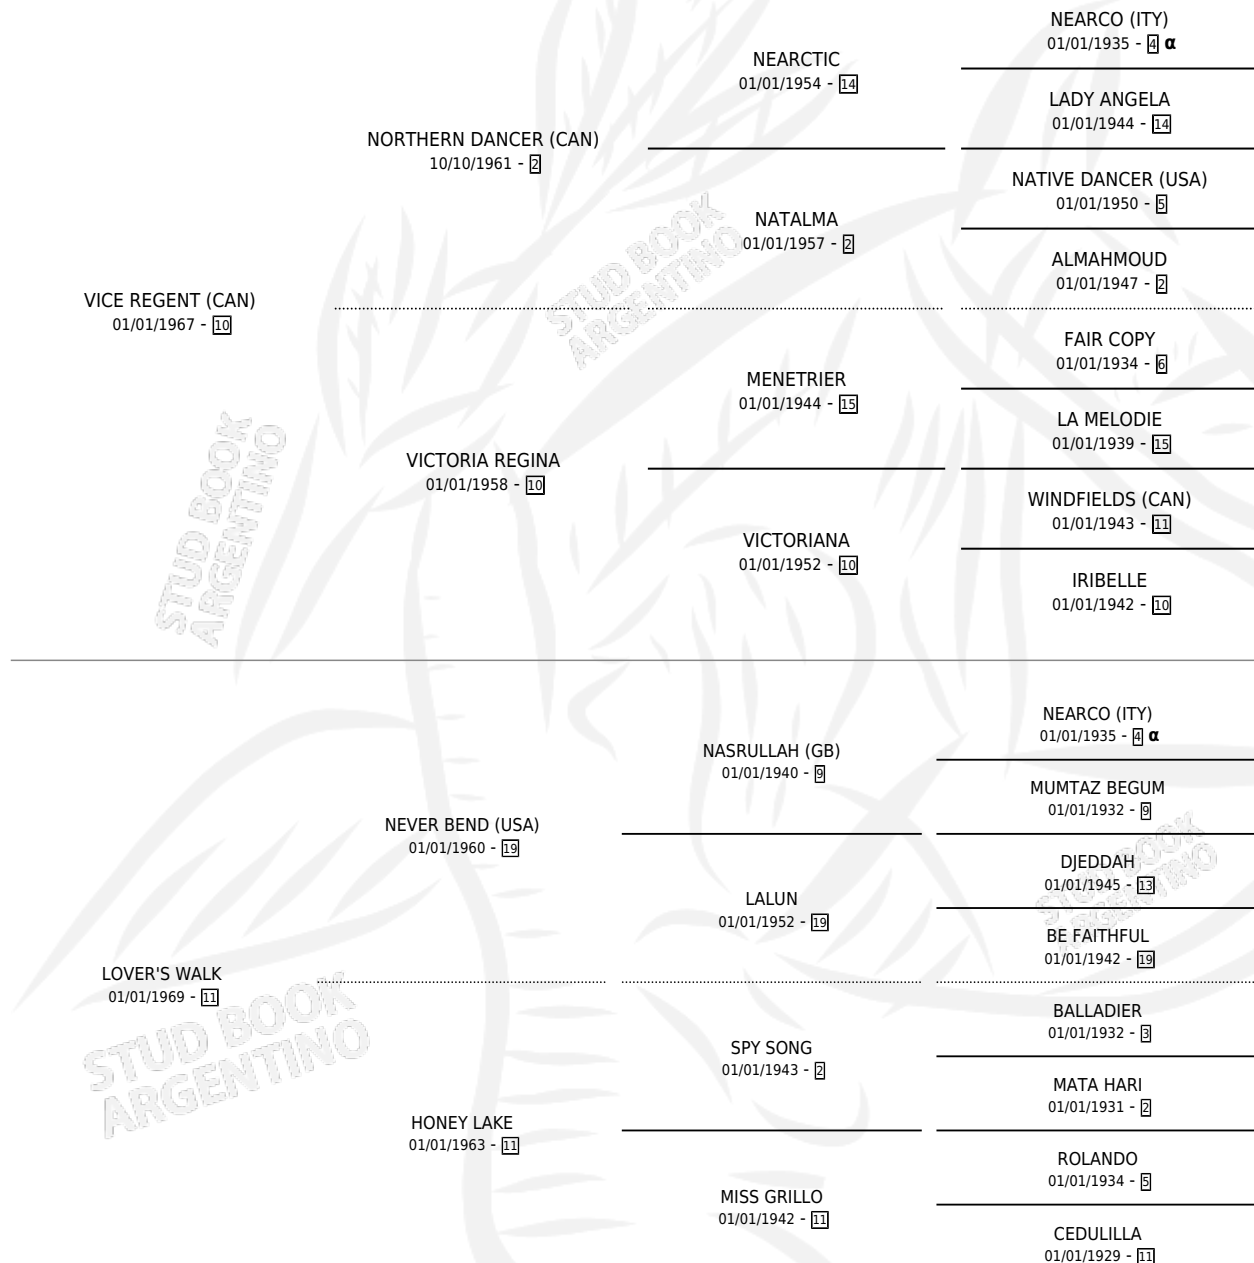 NEARCO (ITY)
01/01/1935 - 4 α
NEARCTIC
01/01/1954 - 14
LADY ANGELA
01/01/1944 - 14
NORTHERN DANCER (CAN)
10/10/1961 - 2
NATIVE DANCER (USA)
01/01/1950 - 5
NATALMA
01/01/1957 - 2
ALMAHMOUD
01/01/1947 - 2
STUD BOOK
ARGENTINO
VICE REGENT (CAN)
01/01/1967 - 10
FAIR COPY
01/01/1934 - 6
MENETRIER
01/01/1944 - 15
LA MELODIE
01/01/1939 - 15
VICTORIA REGINA
01/01/1958 - 10
WINDFIELDS (CAN)
01/01/1943 - 11
VICTORIANA
01/01/1952 - 10
IRIBELLE
01/01/1942 - 10
STUD BOOK
ARGENTINO
NEARCO (ITY)
01/01/1935 - 4 α
NASRULLAH (GB)
01/01/1940 - 9
MUMTAZ BEGUM
01/01/1932 - 9
NEVER BEND (USA)
01/01/1960 - 19
DJEDDAH
01/01/1945 - 13
LALUN
01/01/1952 - 19
BE FAITHFUL
01/01/1942 - 19
STUD BOOK
ARGENTINO
LOVER'S WALK
01/01/1969 - 11
BALLADIER
01/01/1932 - 3
SPY SONG
01/01/1943 - 2
MATA HARI
01/01/1931 - 2
STUD BOOK
ARGENTINO
HONEY LAKE
01/01/1963 - 11
ROLANDO
01/01/1934 - 5
MISS GRILLO
01/01/1942 - 11
CEDULILLA
01/01/1929 - 11